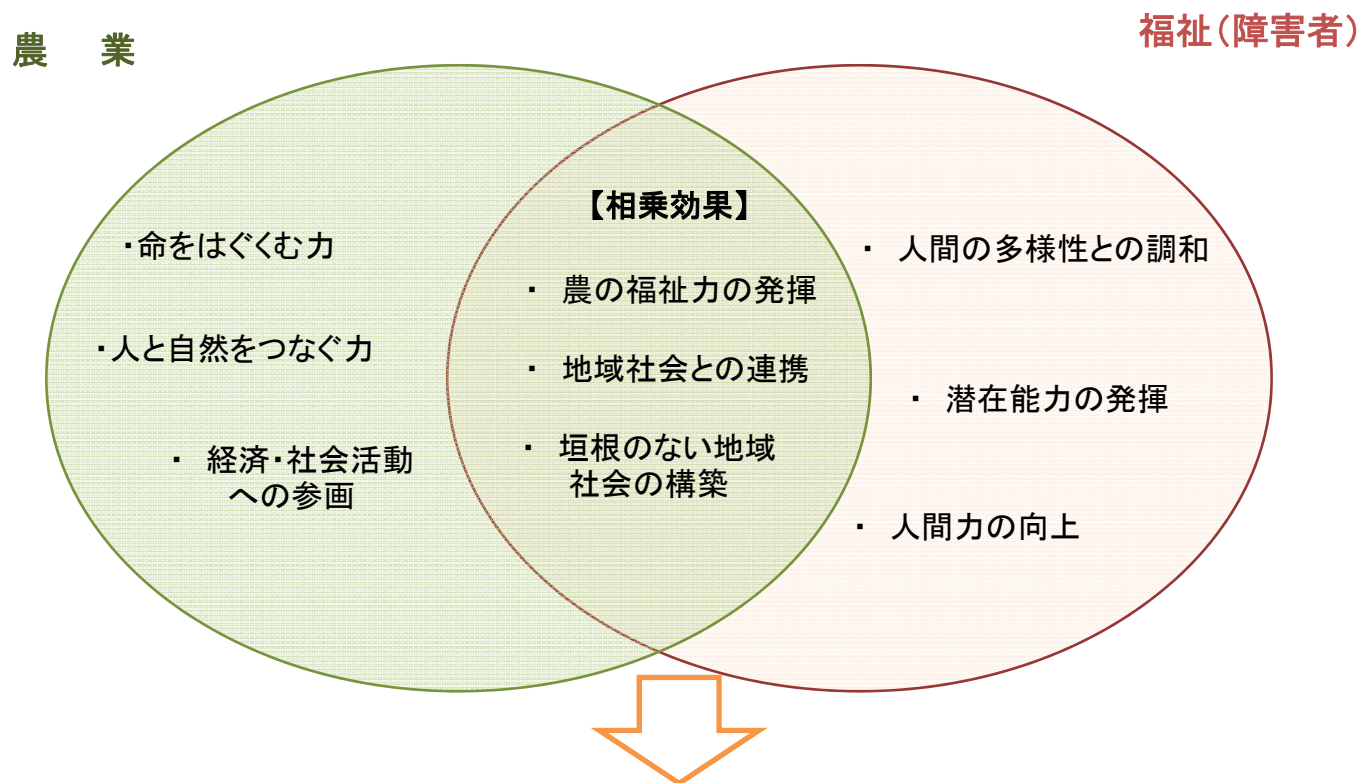 農　業
福祉（障害者）
・命をはぐくむ力
・人と自然をつなぐ力
・ 経済・社会活動
への参画
【相乗効果】
・ 農の福祉力の発揮
・ 地域社会との連携
・ 垣根のない地域
社会の構築
・ 人間の多様性との調和
・ 潜在能力の発揮
・ 人間力の向上